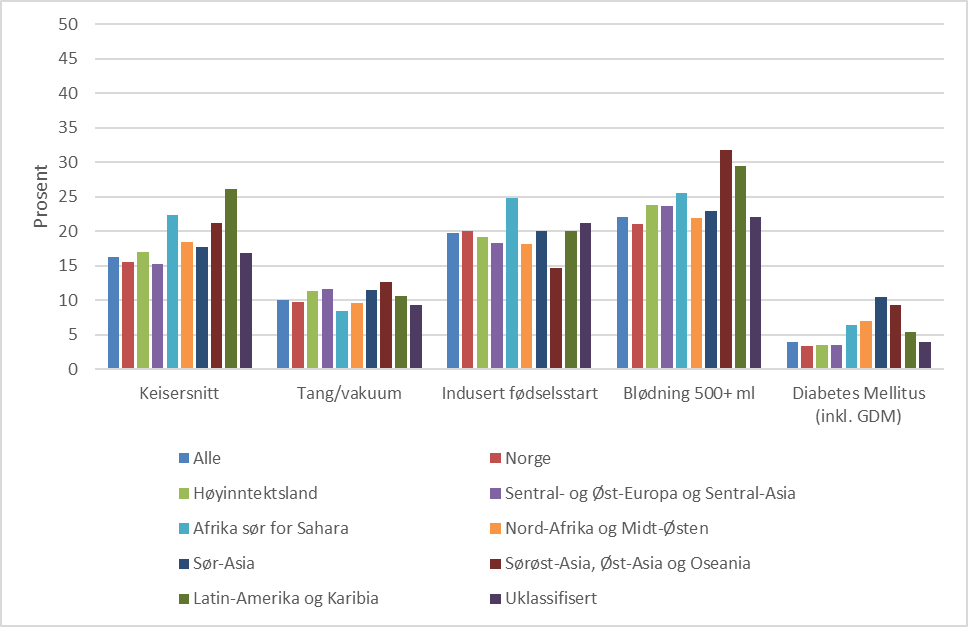 50
45
40
35
30
25
20
15
10
5
0
Prosent
Keisersnitt
Tang/vakuum
Indusert fødselsstart
Blødning 500+ ml
Diabetes Mellitus
(inkl. GDM)
Alle
Norge
Høyinntektsland
Sentral- og Øst-Europa og Sentral-Asia
Afrika sør for Sahara
Nord-Afrika og Midt-Østen
Sør-Asia
Sørøst-Asia, Øst-Asia og Oseania
Latin-Amerika og Karibia
Uklassifisert